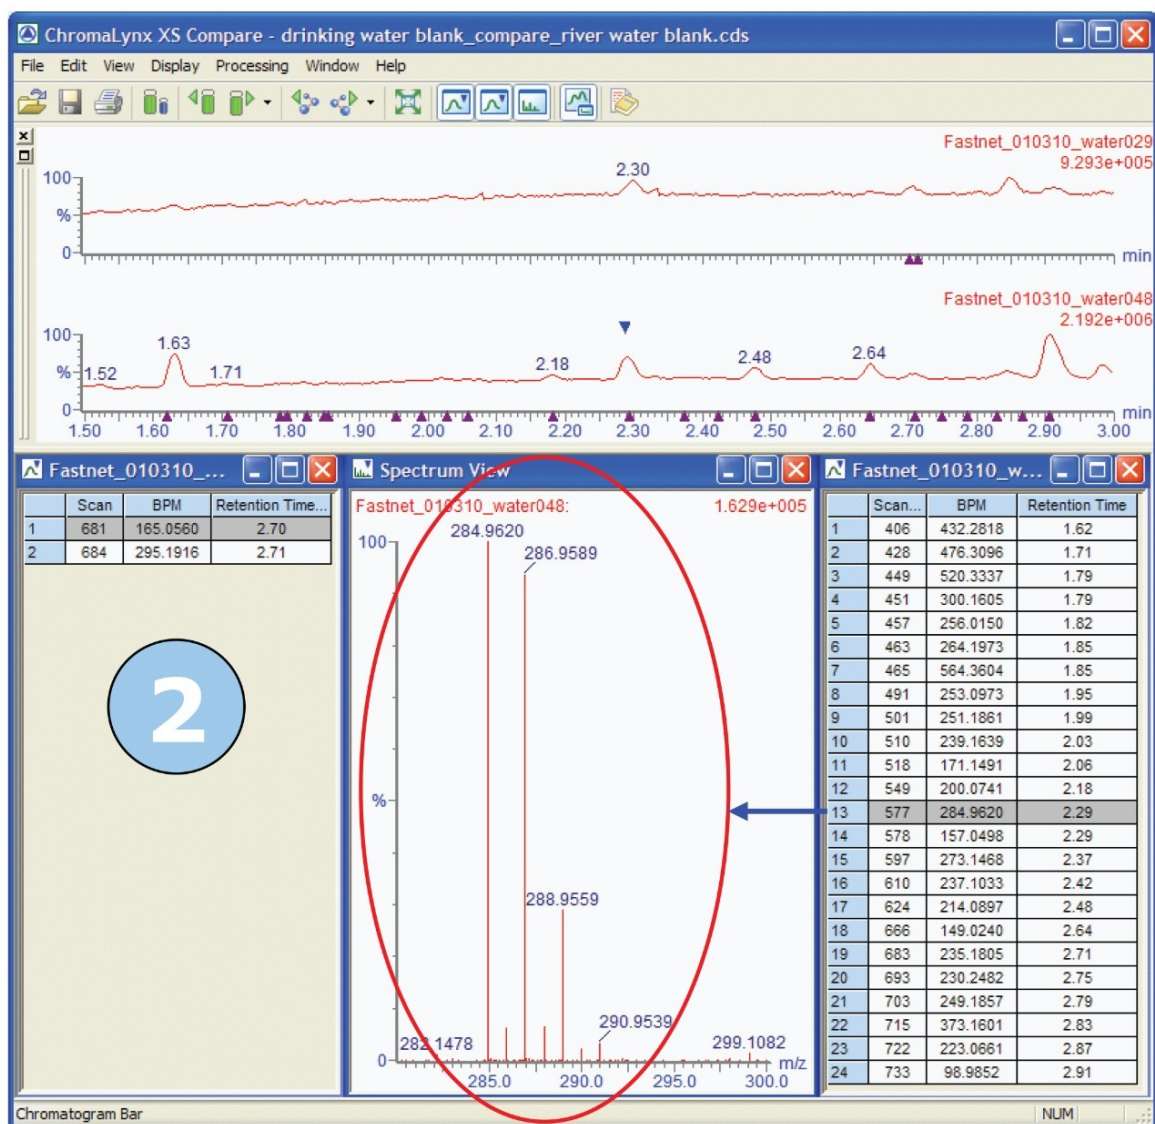 ChromaLynx XS Compare - drinking water blank_compare_river water blank.cds
File Edit View Display Processing Window Help
Fastnet_010310_water029
9.293e+005
2.30
100
%
0
min
Fastnet_010310_water048
2.192e+006
100
%
0
1.52
1.63
1.71
2.18
2.48
2.64
min
1.50 1.60 1.70 1.80 1.90 2.00 2.10 2.20 2.30 2.40 2.50 2.60 2.70 2.80 2.90 3.00
Fastnet_010310_...
Scan BPM Retention Time...
1 681 165.0560 2.70
2 684 295.1916 2.71
2
Spectrum View
Fastnet_010310_water048: 1.629e+005
100
%
0
284.9620
286.9589
288.9559
290.9539
282.1478
299.1082
m/z
285.0 290.0 295.0 300.0
Fastnet_010310_w...
Scan... BPM Retention Time
1 406 432.2818 1.62
2 428 476.3096 1.71
3 449 520.3337 1.79
4 451 300.1605 1.79
5 457 256.0150 1.82
6 463 264.1973 1.85
7 465 564.3604 1.85
8 491 253.0973 1.95
9 501 251.1861 1.99
10 510 239.1639 2.03
11 518 171.1491 2.06
12 549 200.0741 2.18
13 577 284.9620 2.29
14 578 157.0498 2.29
15 597 273.1468 2.37
16 610 237.1033 2.42
17 624 214.0897 2.48
18 666 149.0240 2.64
19 683 235.1805 2.71
20 693 230.2482 2.75
21 703 249.1857 2.79
22 715 373.1601 2.83
23 722 223.0661 2.87
24 733 98.9852 2.91
Chromatogram Bar
NUM